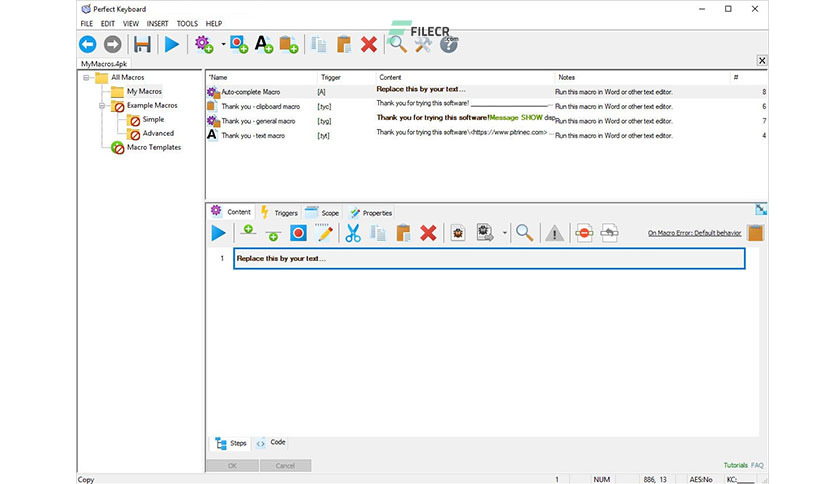 Perfect Keyboard
FILE EDIT VIEW INSERT TOOLS HELP
FILECR
.com
MyMacros.4pk
All Macros
My Macros
Example Macros
Simple
Advanced
Macro Templates
*Name Trigger Content Notes #
Auto-complete Macro [A] Replace this by your text... Run this macro in Word or other text editor. 8
Thank you - clipboard macro [:tyc] Thank you for trying this software! Run this macro in Word or other text editor. 6
Thank you - general macro [:tyg] Thank you for trying this software!Message SHOW disp Run this macro in Word or other text editor. 7
Thank you - text macro [:tyt] Thank you for trying this software!<https://www.pitrinec.com> Run this macro in Word or other text editor. 4
Content Triggers Scope Properties
On Macro Error: Default behavior
1 Replace this by your text...
Steps Code
OK Cancel
Tutorials FAQ
Copy 1 NUM 886, 13 AES:No KC:____